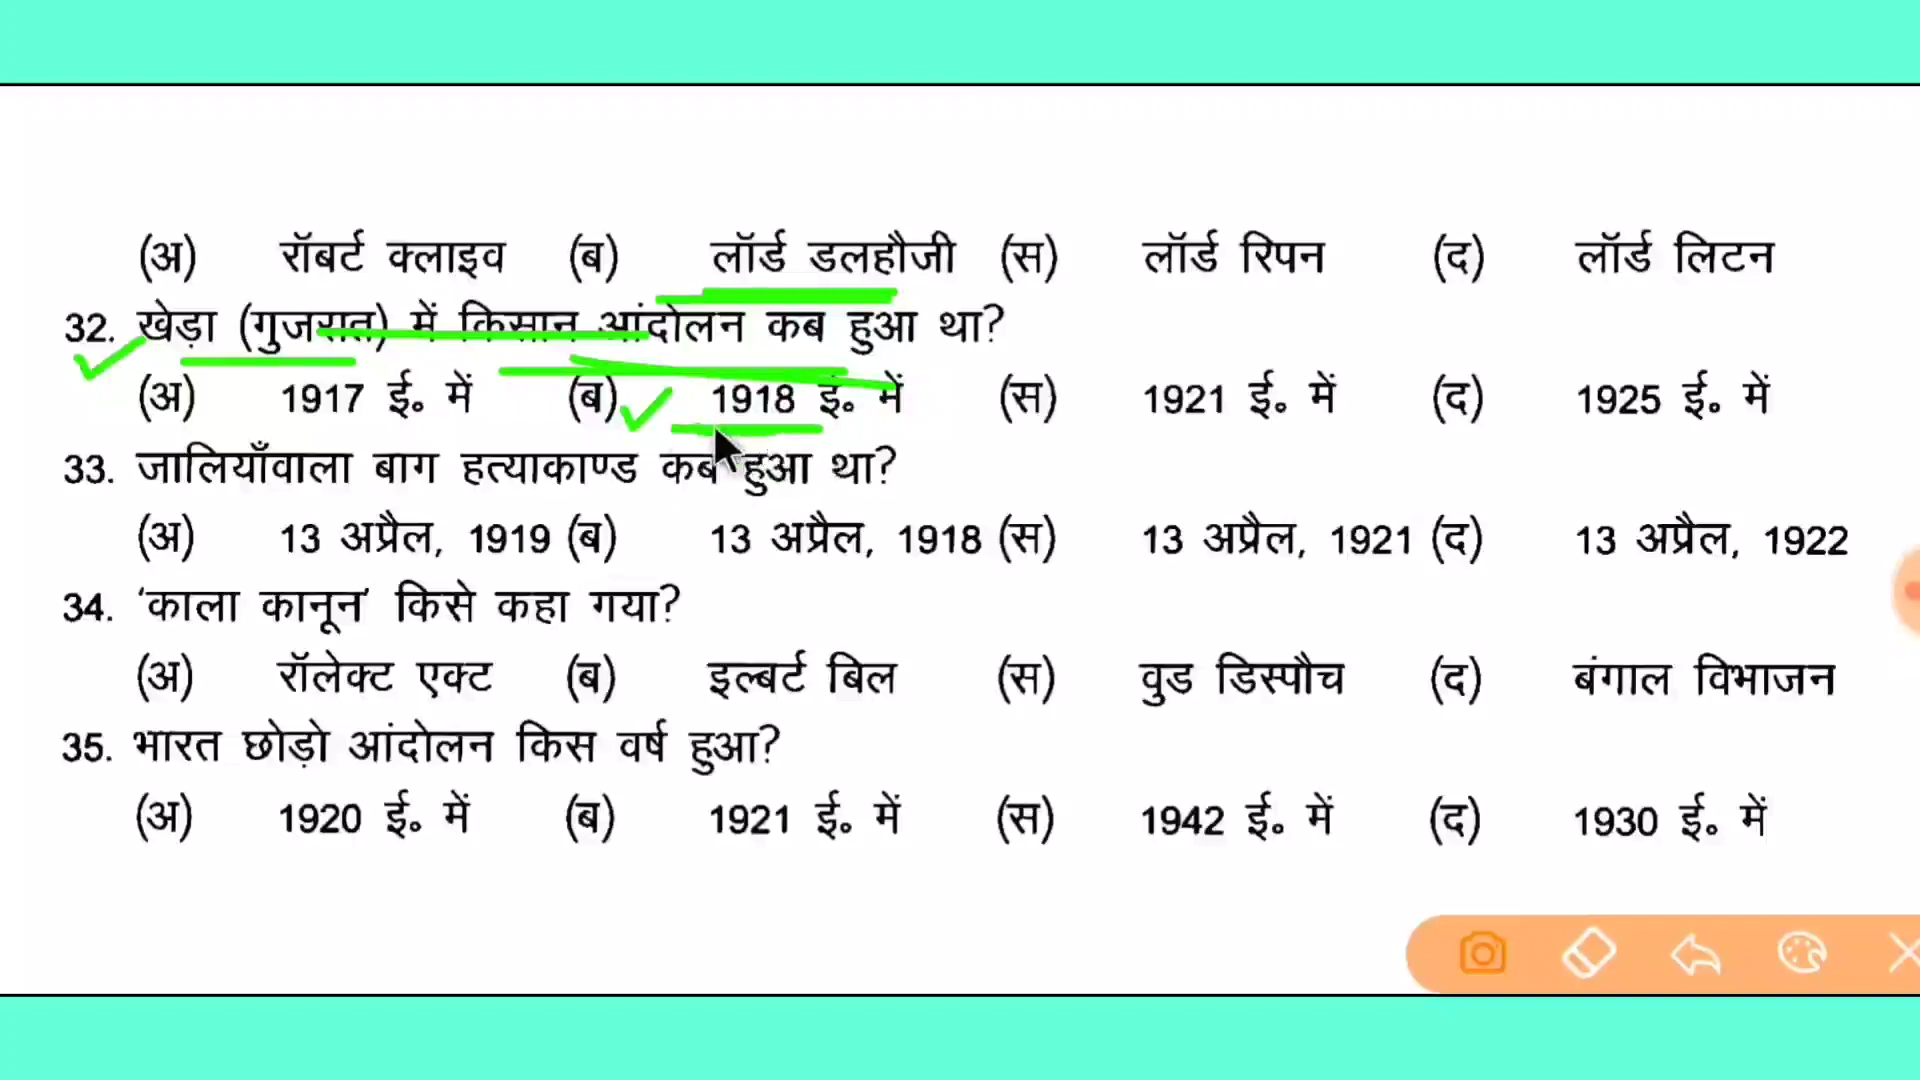 (अ) रॉबर्ट क्लाइव (ब) लॉर्ड डलहौजी (स) लॉर्ड रिपन (द) लॉर्ड लिटन
32. खेड़ा (गुजरात) में किसान आंदोलन कब हुआ था?
(अ) 1917 ई॰ में (ब) 1918 ई॰ में (स) 1921 ई॰ में (द) 1925 ई॰ में
33. जालियाँवाला बाग हत्याकाण्ड कब हुआ था?
(अ) 13 अप्रैल, 1919 (ब) 13 अप्रैल, 1918 (स) 13 अप्रैल, 1921 (द) 13 अप्रैल, 1922
34. ‘काला कानून’ किसे कहा गया?
(अ) रॉलेक्ट एक्ट (ब) इल्बर्ट बिल (स) वुड डिस्पौच (द) बंगाल विभाजन
35. भारत छोड़ो आंदोलन किस वर्ष हुआ?
(अ) 1920 ई॰ में (ब) 1921 ई॰ में (स) 1942 ई॰ में (द) 1930 ई॰ में